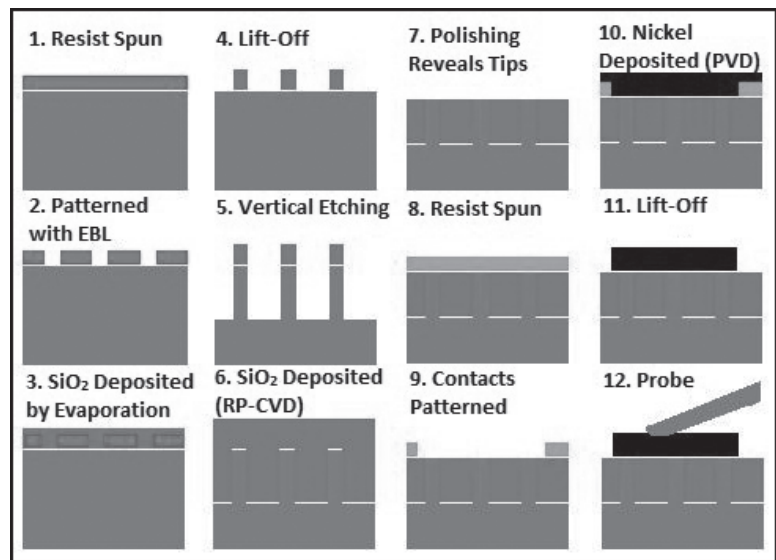 1. Resist Spun
2. Patterned
with EBL
3. SiO₂ Deposited
by Evaporation
4. Lift-Off
5. Vertical Etching
6. SiO₂ Deposited
(RP-CVD)
7. Polishing
Reveals Tips
8. Resist Spun
9. Contacts
Patterned
10. Nickel
Deposited (PVD)
11. Lift-Off
12. Probe